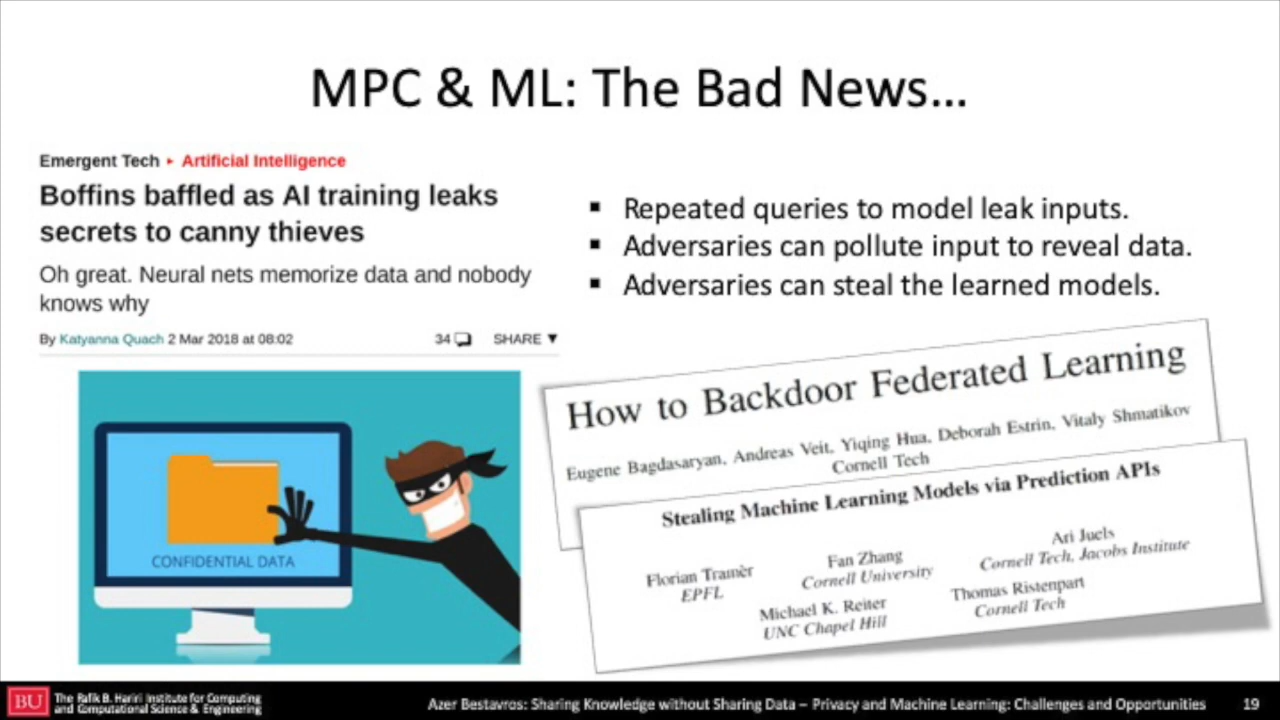 MPC & ML: The Bad News...
Emergent Tech ▸ Artificial Intelligence
Boffins baffled as AI training leaks
secrets to canny thieves
Oh great. Neural nets memorize data and nobody
knows why
By Katyanna Quach 2 Mar 2018 at 08:02
34 SHARE ▼
CONFIDENTIAL DATA
▪ Repeated queries to model leak inputs.
▪ Adversaries can pollute input to reveal data.
▪ Adversaries can steal the learned models.
How to Backdoor Federated Learning
Eugene Bagdasaryan, Andreas Veit, Yiqing Hua, Deborah Estrin, Vitaly Shmatikov
Cornell Tech
Stealing Machine Learning Models via Prediction APIs
Florian Tramèr
EPFL
Fan Zhang
Cornell University
Ari Juels
Cornell Tech, Jacobs Institute
Michael K. Reiter
UNC Chapel Hill
Thomas Ristenpart
Cornell Tech
BU
The Rafik B. Hariri Institute for Computing
and Computational Science & Engineering
Azer Bestavros: Sharing Knowledge without Sharing Data – Privacy and Machine Learning: Challenges and Opportunities
19